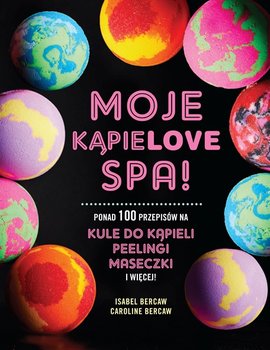 MOJE
KĄPIELOVE
SPA!
PONAD 100 PRZEPISÓW NA
KULE DO KĄPIELI
PEELINGI
MASECZKI
I WIĘCEJ!
ISABEL BERCAW
CAROLINE BERCAW